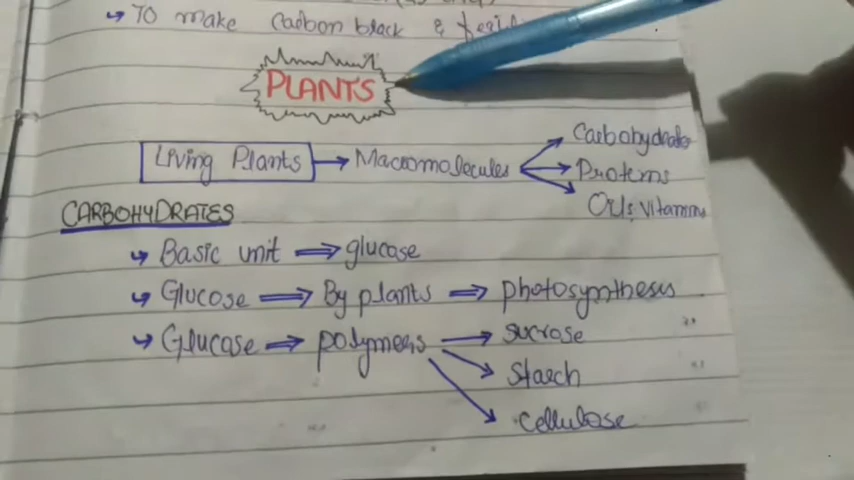 To make Carbon black &
PLANTS
Living Plants → Macromolecules → Carbohydrates
→ Proteins
→ Oils, Vitamins
CARBOHYDRATES
↳ Basic unit ⇒ glucose
↳ Glucose ⇒ By plants ⇒ photosynthesis
↳ Glucose ⇒ polymers → sucrose
→ Starch
→ cellulose